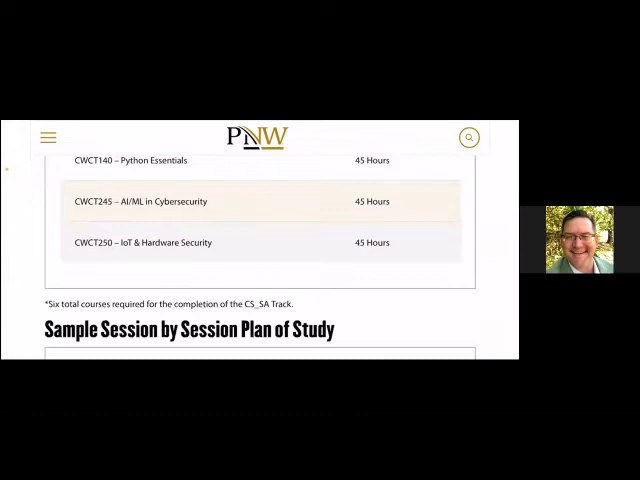 PNW
CWCT140 – Python Essentials 45 Hours
CWCT245 – AI/ML in Cybersecurity 45 Hours
CWCT250 – IoT & Hardware Security 45 Hours
*Six total courses required for the completion of the CS_SA Track.
Sample Session by Session Plan of Study